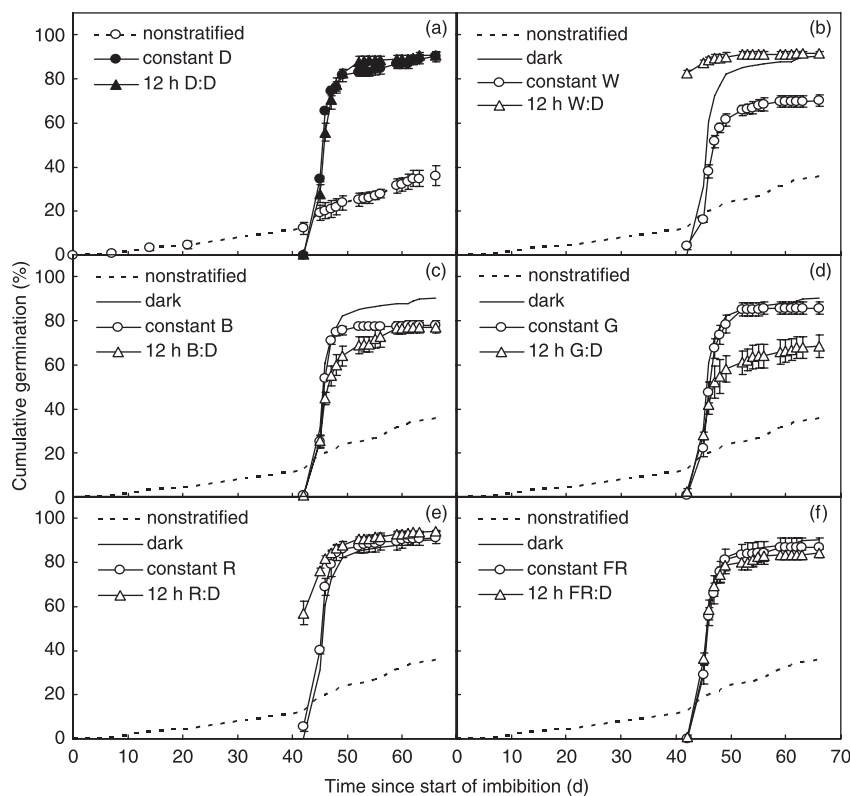 Cumulative germination (%)
(a)
nonstratified
constant D
12 h D:D
100
80
60
40
20
0
(b)
nonstratified
dark
constant W
12 h W:D
(c)
nonstratified
dark
constant B
12 h B:D
100
80
60
40
20
0
(d)
nonstratified
dark
constant G
12 h G:D
(e)
nonstratified
dark
constant R
12 h R:D
100
80
60
40
20
0
0 10 20 30 40 50 60
(f)
nonstratified
dark
constant FR
12 h FR:D
0 10 20 30 40 50 60 70
Time since start of imbibition (d)